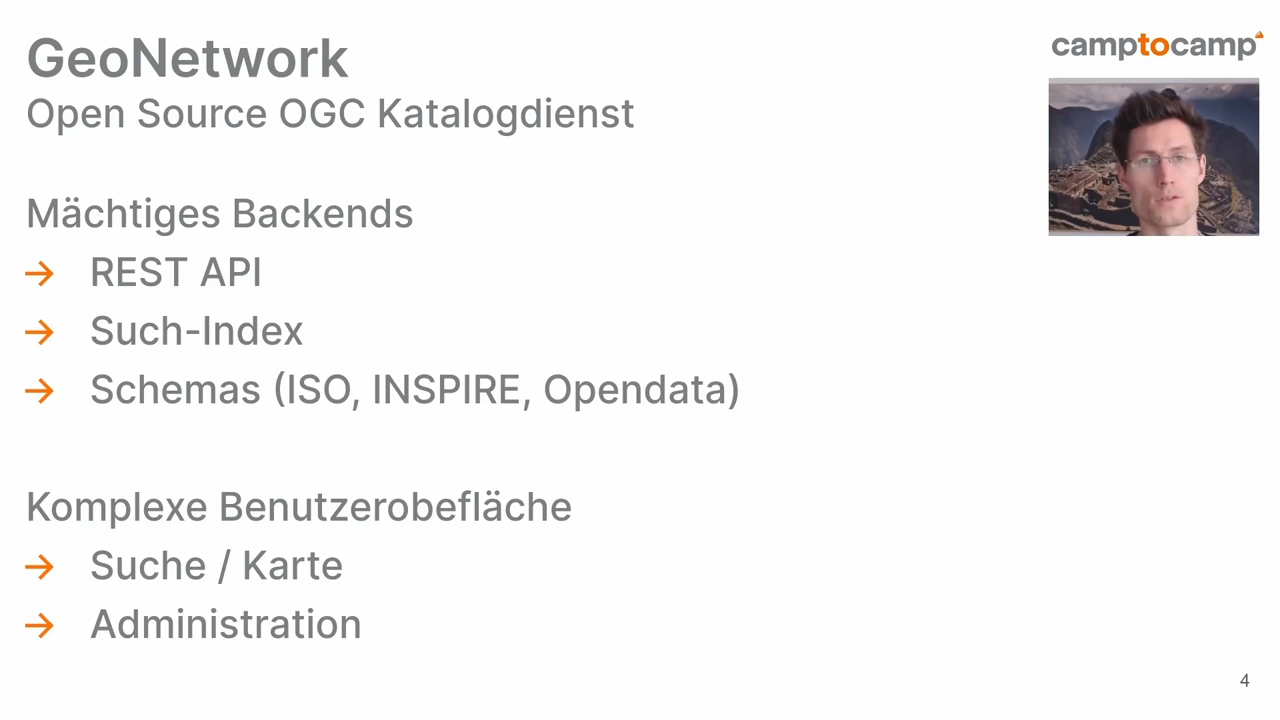 GeoNetwork
Open Source OGC Katalogdienst
camptocamp
Mächtiges Backends
→ REST API
→ Such-Index
→ Schemas (ISO, INSPIRE, Opendata)
Komplexe Benutzerobefläche
→ Suche / Karte
→ Administration
4